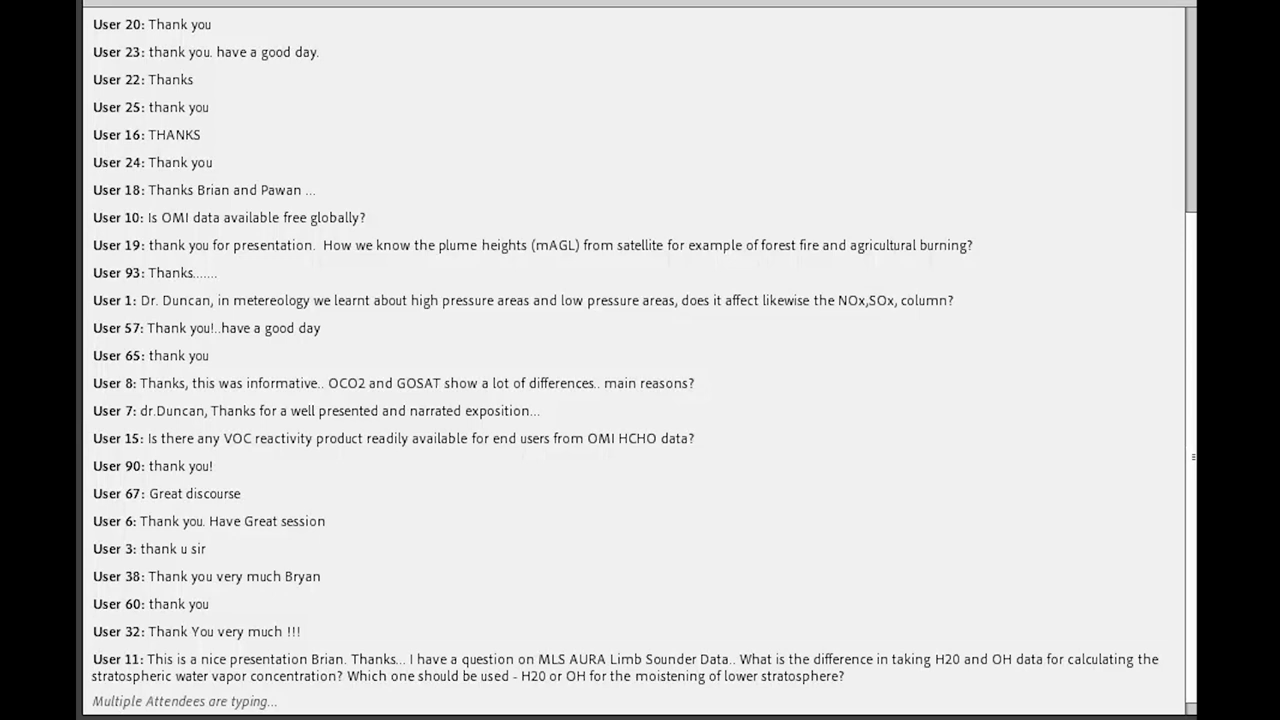 User 20: Thank you
User 23: thank you. have a good day.
User 22: Thanks
User 25: thank you
User 16: THANKS
User 24: Thank you
User 18: Thanks Brian and Pawan ...
User 10: Is OMI data available free globally?
User 19: thank you for presentation.  How we know the plume heights (mAGL) from satellite for example of forest fire and agricultural burning?
User 93: Thanks.......
User 1: Dr. Duncan, in metereology we learnt about high pressure areas and low pressure areas, does it affect likewise the NOx,SOx, column?
User 57: Thank you!..have a good day
User 65: thank you
User 8: Thanks, this was informative.. OCO2 and GOSAT show a lot of differences.. main reasons?
User 7: dr.Duncan, Thanks for a well presented and narrated exposition...
User 15: Is there any VOC reactivity product readily available for end users from OMI HCHO data?
User 90: thank you!
User 67: Great discourse
User 6: Thank you. Have Great session
User 3: thank u sir
User 38: Thank you very much Bryan
User 60: thank you
User 32: Thank You very much !!!
User 11: This is a nice presentation Brian. Thanks... I have a question on MLS AURA Limb Sounder Data.. What is the difference in taking H20 and OH data for calculating the
stratospheric water vapor concentration? Which one should be used - H20 or OH for the moistening of lower stratosphere?
Multiple Attendees are typing...